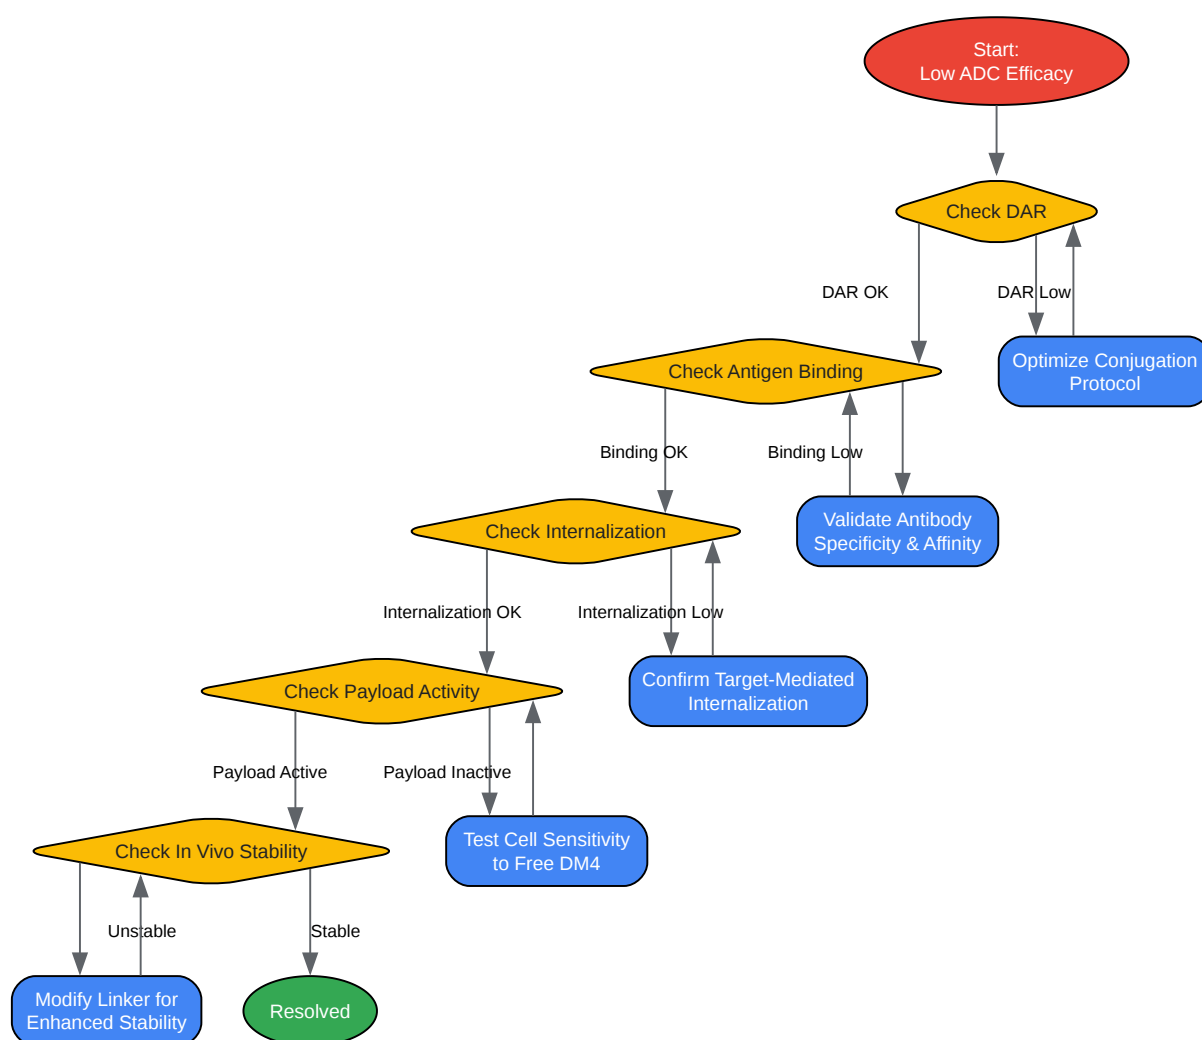 Start:
Low ADC Efficacy
Check DAR
DAR OK
DAR Low
Optimize Conjugation
Protocol
Check Antigen Binding
Binding OK
Binding Low
Validate Antibody
Specificity & Affinity
Check Internalization
Internalization OK
Internalization Low
Confirm Target-Mediated
Internalization
Check Payload Activity
Payload Active
Payload Inactive
Test Cell Sensitivity
to Free DM4
Check In Vivo Stability
Unstable
Stable
Modify Linker for
Enhanced Stability
Resolved